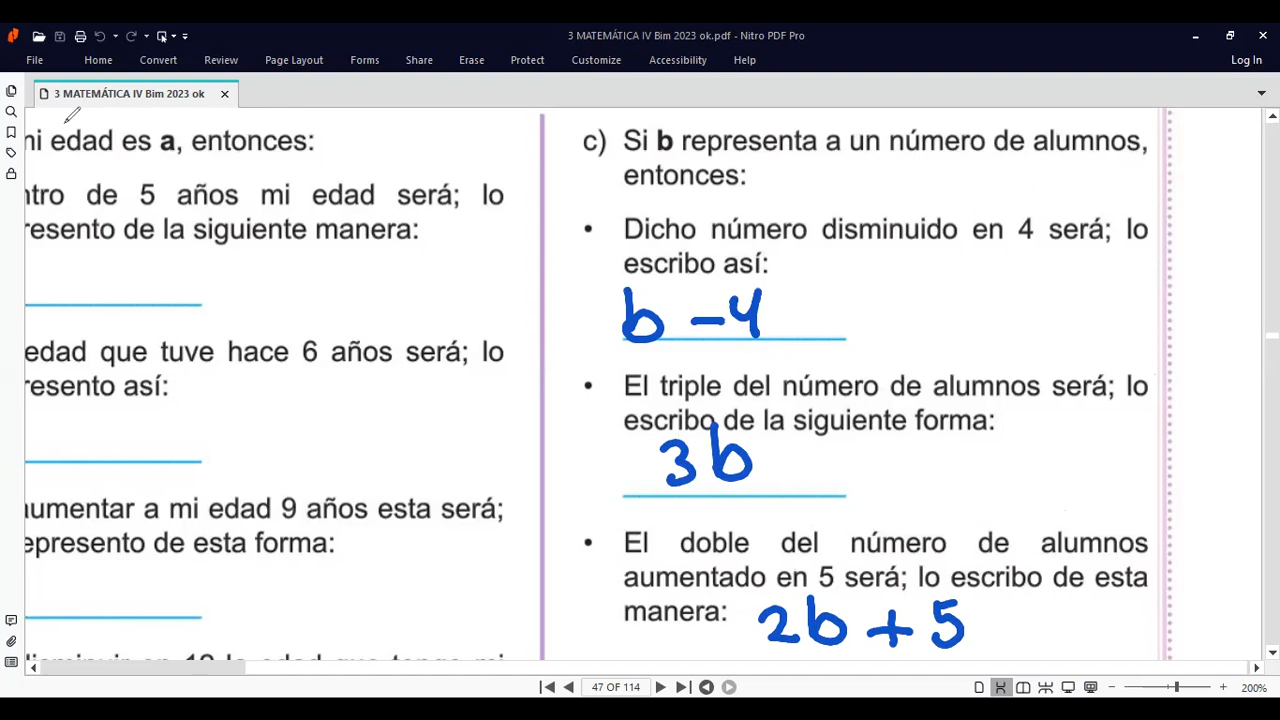 3 MATEMÁTICA IV Bim 2023 ok.pdf - Nitro PDF Pro
File Home Convert Review Page Layout Forms Share Erase Protect Customize Accessibility Help Log In
3 MATEMÁTICA IV Bim 2023 ok
mi edad es a, entonces:
ntro de 5 años mi edad será; lo
resento de la siguiente manera:
edad que tuve hace 6 años será; lo
resento así:
aumentar a mi edad 9 años esta será;
epresento de esta forma:
c) Si b representa a un número de alumnos,
entonces:
• Dicho número disminuido en 4 será; lo
escribo así:
b - 4
• El triple del número de alumnos será; lo
escribo de la siguiente forma:
3b
• El doble del número de alumnos
aumentado en 5 será; lo escribo de esta
manera: 2b + 5
47 OF 114
200%